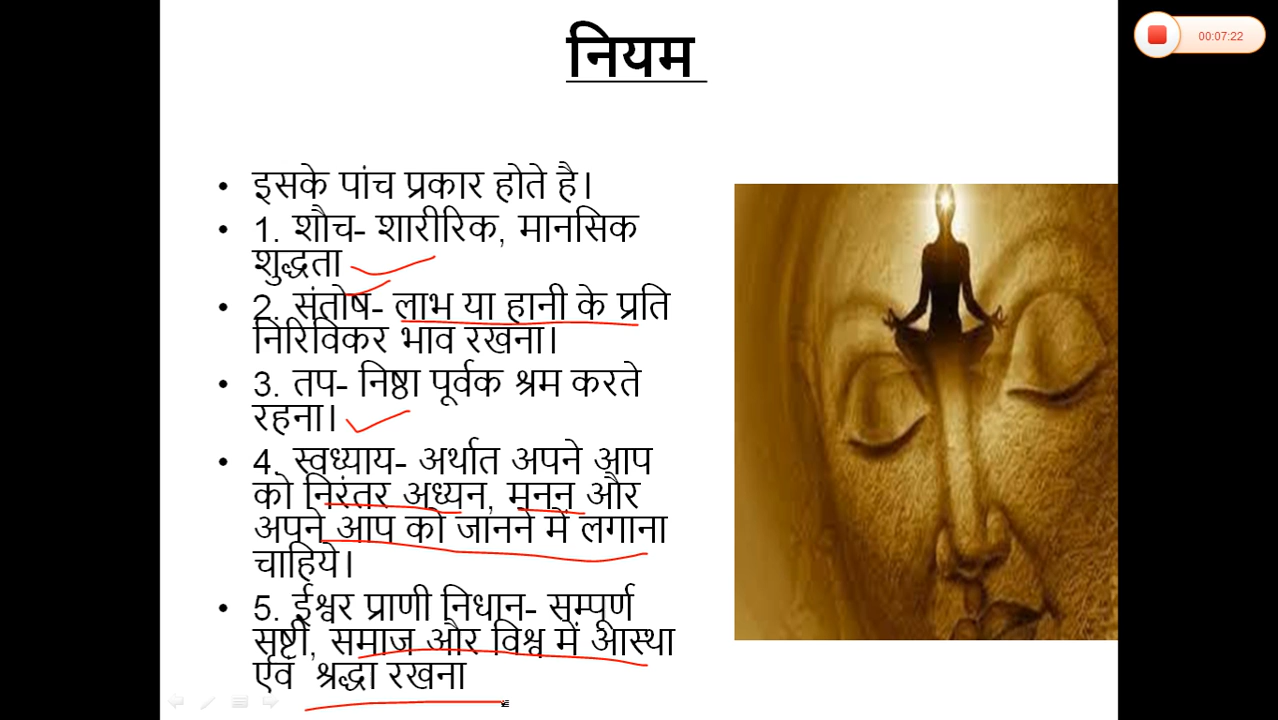 नियम
00:07:22
• इसके पांच प्रकार होते है।
• 1. शौच- शारीरिक, मानसिक
शुद्धता
• 2. संतोष- लाभ या हानी के प्रति
निरिविकर भाव रखना।
• 3. तप- निष्ठा पूर्वक श्रम करते
रहना।
• 4. स्वध्याय- अर्थात अपने आप
को निरंतर अध्यन, मनन और
अपने आप को जानने में लगाना
चाहिये।
• 5. ईश्वर प्राणी निधान- सम्पूर्ण
सष्टी, समाज और विश्व में आस्था
एवं श्रद्धा रखना